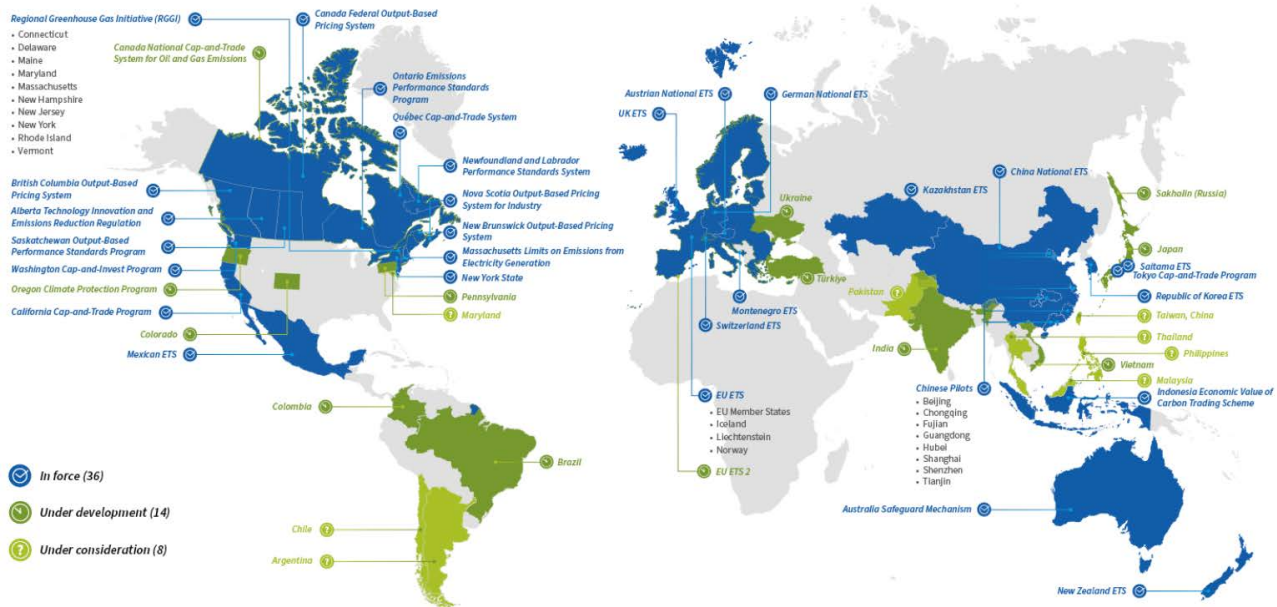 Regional Greenhouse Gas Initiative (RGGI)
• Connecticut
• Delaware
• Maine
• Maryland
• Massachusetts
• New Hampshire
• New Jersey
• New York
• Rhode Island
• Vermont
Canada Federal Output-Based
Pricing System
Canada National Cap-and-Trade
System for Oil and Gas Emissions
Ontario Emissions
Performance Standards
Program
Québec Cap-and-Trade System
Newfoundland and Labrador
Performance Standards System
Nova Scotia Output-Based Pricing
System for Industry
New Brunswick Output-Based Pricing
System
Massachusetts Limits on Emissions from
Electricity Generation
New York State
Pennsylvania
Maryland
British Columbia Output-Based
Pricing System
Alberta Technology Innovation and
Emissions Reduction Regulation
Saskatchewan Output-Based
Performance Standards Program
Washington Cap-and-Invest Program
Oregon Climate Protection Program
California Cap-and-Trade Program
Colorado
Mexican ETS
Colombia
Brazil
Chile
Argentina
In force (36)
Under development (14)
Under consideration (8)
Austrian National ETS
German National ETS
UK ETS
Ukraine
Türkiye
Montenegro ETS
Switzerland ETS
EU ETS
• EU Member States
• Iceland
• Liechtenstein
• Norway
EU ETS 2
Kazakhstan ETS
China National ETS
Sakhalin (Russia)
Japan
Saitama ETS
Tokyo Cap-and-Trade Program
Republic of Korea ETS
Pakistan
Taiwan, China
Thailand
Philippines
India
Vietnam
Malaysia
Chinese Pilots
• Beijing
• Chongqing
• Fujian
• Guangdong
• Hubei
• Shanghai
• Shenzhen
• Tianjin
Indonesia Economic Value of
Carbon Trading Scheme
Australia Safeguard Mechanism
New Zealand ETS